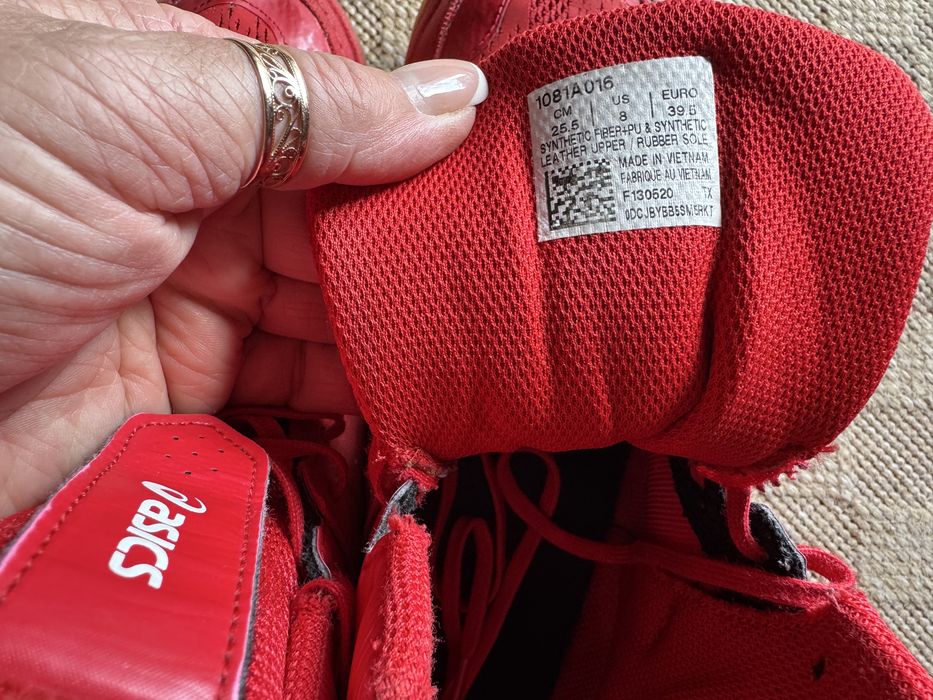 1081A016
CM | US | EURO
25.5 | 8 | 39.5
SYNTHETIC FIBER+PU & SYNTHETIC
LEATHER UPPER / RUBBER SOLE
MADE IN VIETNAM
FABRIQUE AU VIETNAM
F130520 TX
0DCJBYBB5SM5RKT
asics